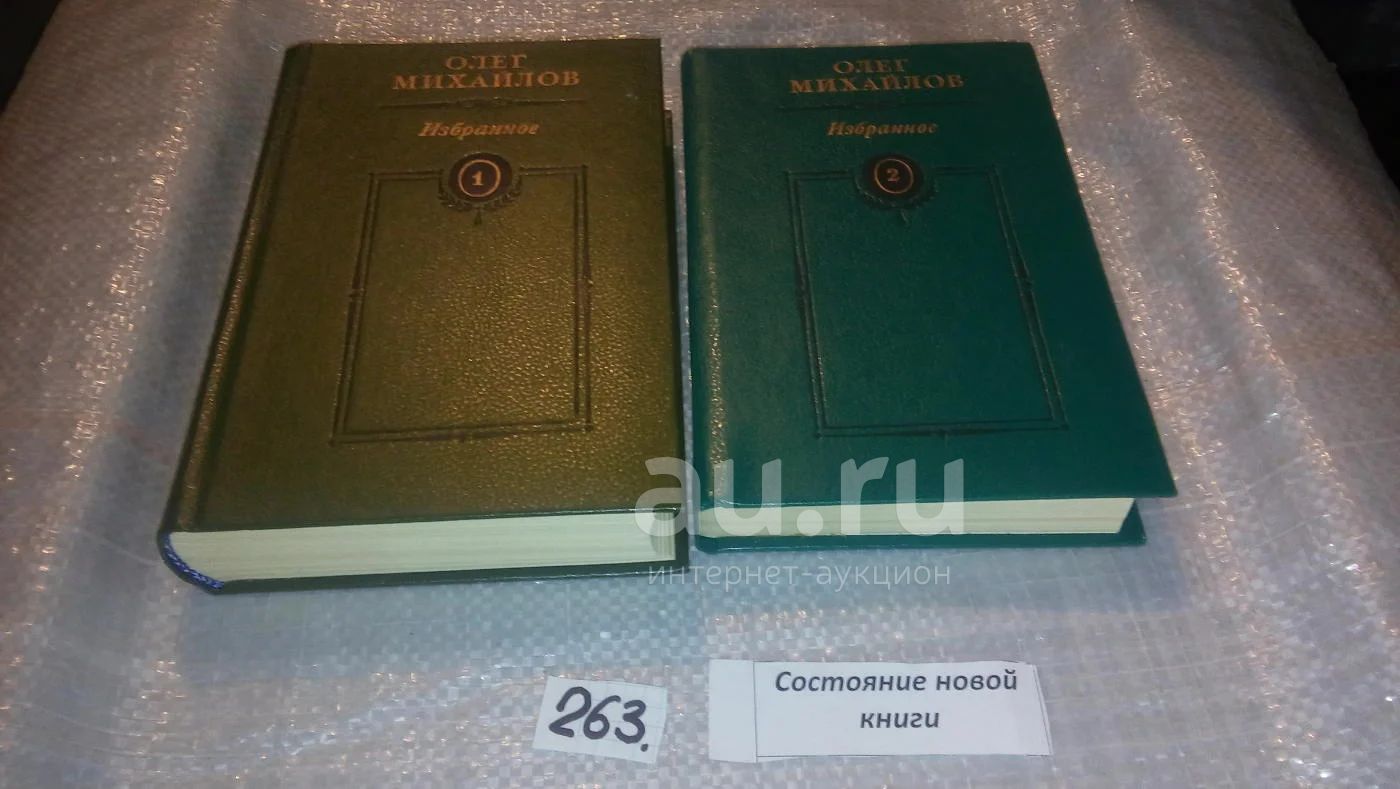 ОЛЕГ
МИХАЙЛОВ
Избранное
1
ОЛЕГ
МИХАЙЛОВ
Избранное
2
au.ru
интернет-аукцион
263.
Состояние новой
книги